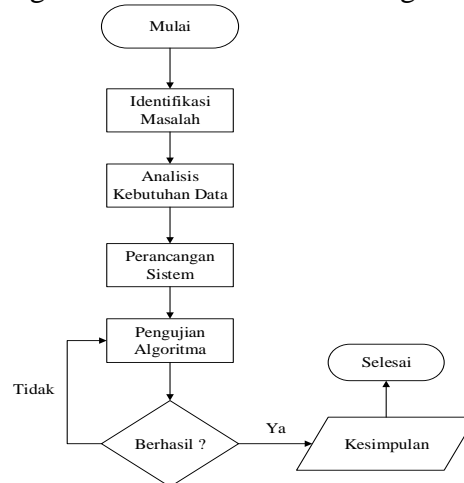 Mulai
Identifikasi
Masalah
Analisis
Kebutuhan Data
Perancangan
Sistem
Pengujian
Algoritma
Selesai
Tidak
Ya
Berhasil ?
Kesimpulan